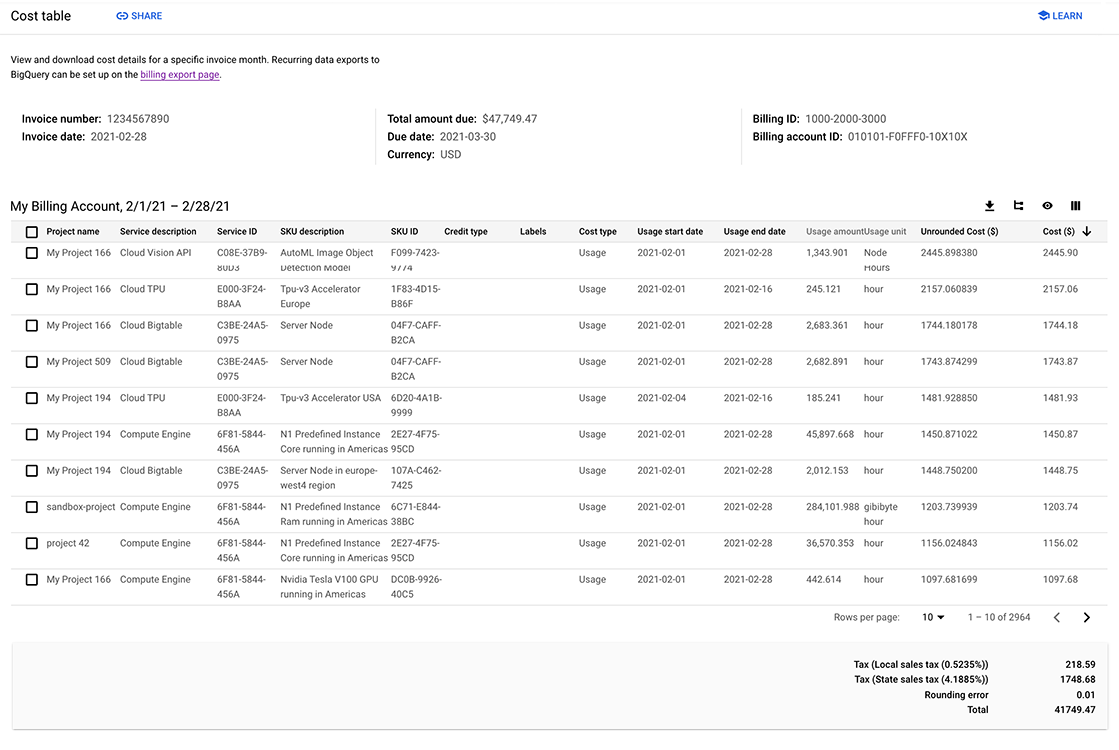 Cost table SHARE LEARN
View and download cost details for a specific invoice month. Recurring data exports to
BigQuery can be set up on the billing export page.
Invoice number: 1234567890 Total amount due: $47,749.47 Billing ID: 1000-2000-3000
Invoice date: 2021-02-28 Due date: 2021-03-30 Billing account ID: 010101-F0FFF0-10X10X
Currency: USD
My Billing Account, 2/1/21 – 2/28/21
Project name Service description Service ID SKU description SKU ID Credit type Labels Cost type Usage start date Usage end date Usage amount Usage unit Unrounded Cost ($) Cost ($)
My Project 166 Cloud Vision API C08E-37B9- AutoML Image Object F099-7423- Usage 2021-02-01 2021-02-28 1,343.901 Node 2445.898380 2445.90
80D3 Detection Model 9774 Hours
My Project 166 Cloud TPU E000-3F24- Tpu-v3 Accelerator 1F83-4D15- Usage 2021-02-01 2021-02-16 245.121 hour 2157.060839 2157.06
B8AA Europe B86F
My Project 166 Cloud Bigtable C3BE-24A5- Server Node 04F7-CAFF- Usage 2021-02-01 2021-02-28 2,683.361 hour 1744.180178 1744.18
0975 B2CA
My Project 509 Cloud Bigtable C3BE-24A5- Server Node 04F7-CAFF- Usage 2021-02-01 2021-02-28 2,682.891 hour 1743.874299 1743.87
0975 B2CA
My Project 194 Cloud TPU E000-3F24- Tpu-v3 Accelerator USA 6D20-4A1B- Usage 2021-02-04 2021-02-16 185.241 hour 1481.928850 1481.93
B8AA 9999
My Project 194 Compute Engine 6F81-5844- N1 Predefined Instance 2E27-4F75- Usage 2021-02-01 2021-02-28 45,897.668 hour 1450.871022 1450.87
456A Core running in Americas 95CD
My Project 194 Cloud Bigtable C3BE-24A5- Server Node in europe- 107A-C462- Usage 2021-02-01 2021-02-28 2,012.153 hour 1448.750200 1448.75
0975 west4 region 7425
sandbox-project Compute Engine 6F81-5844- N1 Predefined Instance 6C71-E844- Usage 2021-02-01 2021-02-28 284,101.988 gibibyte 1203.739939 1203.74
456A Ram running in Americas 38BC hour
project 42 Compute Engine 6F81-5844- N1 Predefined Instance 2E27-4F75- Usage 2021-02-01 2021-02-28 36,570.353 hour 1156.024843 1156.02
456A Core running in Americas 95CD
My Project 166 Compute Engine 6F81-5844- Nvidia Tesla V100 GPU DC0B-9926- Usage 2021-02-01 2021-02-28 442.614 hour 1097.681699 1097.68
456A running in Americas 40C5
Rows per page: 10 1 – 10 of 2964
Tax (Local sales tax (0.5235%)) 218.59
Tax (State sales tax (4.1885%)) 1748.68
Rounding error 0.01
Total 41749.47